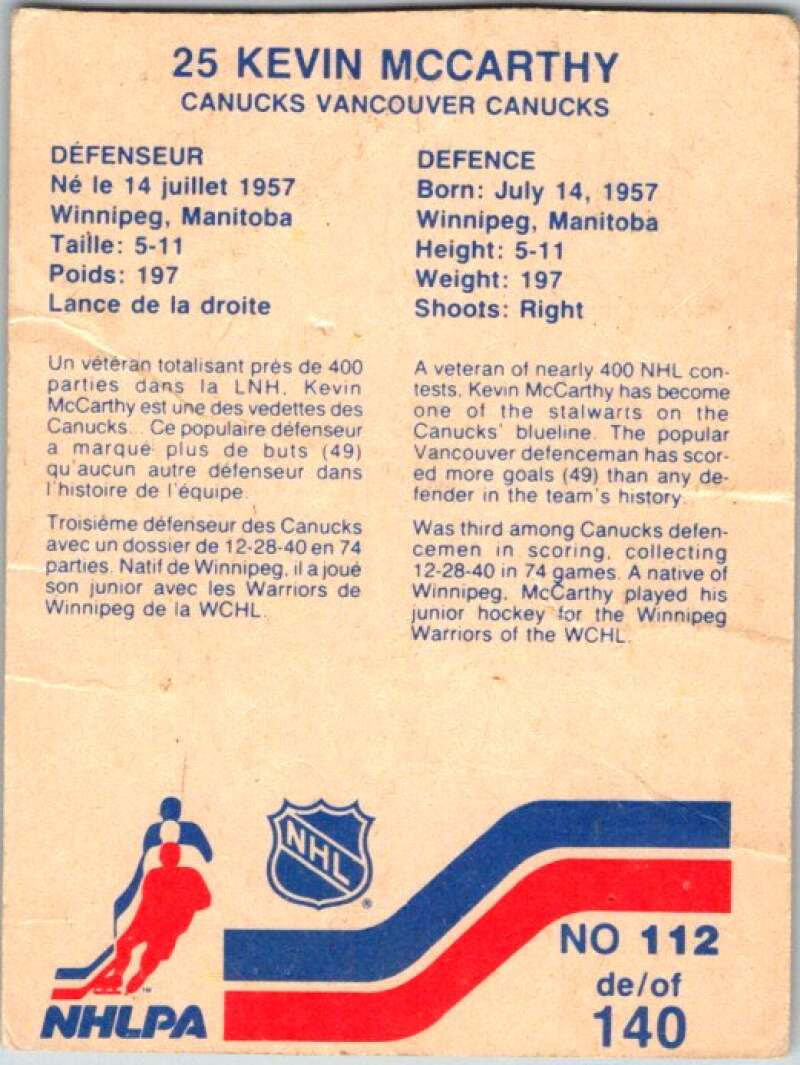 25 KEVIN MCCARTHY
CANUCKS VANCOUVER CANUCKS
DÉFENSEUR
Né le 14 juillet 1957
Winnipeg, Manitoba
Taille: 5-11
Poids: 197
Lance de la droite
Un vétéran totalisant près de 400
parties dans la LNH, Kevin
McCarthy est une des vedettes des
Canucks... Ce populaire défenseur
a marqué plus de buts (49)
qu'aucun autre défenseur dans
l'histoire de l'équipe.
Troisième défenseur des Canucks
avec un dossier de 12-28-40 en 74
parties. Natif de Winnipeg, il a joué
son junior avec les Warriors de
Winnipeg de la WCHL.
DEFENCE
Born: July 14, 1957
Winnipeg, Manitoba
Height: 5-11
Weight: 197
Shoots: Right
A veteran of nearly 400 NHL con-
tests, Kevin McCarthy has become
one of the stalwarts on the
Canucks' blueline. The popular
Vancouver defenceman has scor-
ed more goals (49) than any de-
fender in the team's history.
Was third among Canucks defen-
cemen in scoring, collecting
12-28-40 in 74 games. A native of
Winnipeg, McCarthy played his
junior hockey for the Winnipeg
Warriors of the WCHL.
NHL
®
TM
NHLPA
NO 112
de/of
140